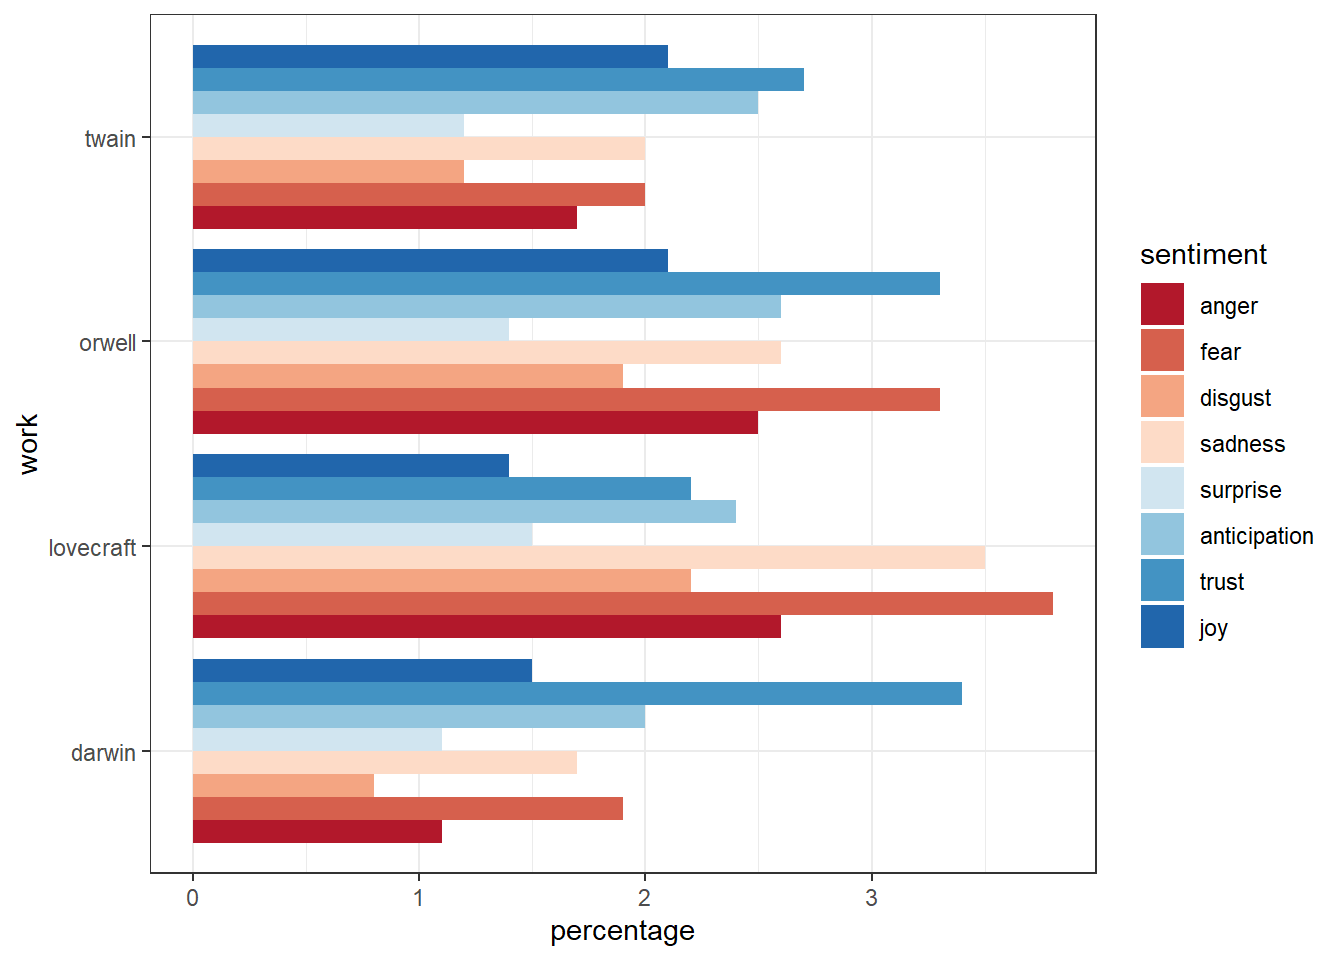 twain
orwell
lovecraft
darwin
work
0 1 2 3
percentage
sentiment
anger
fear
disgust
sadness
surprise
anticipation
trust
joy